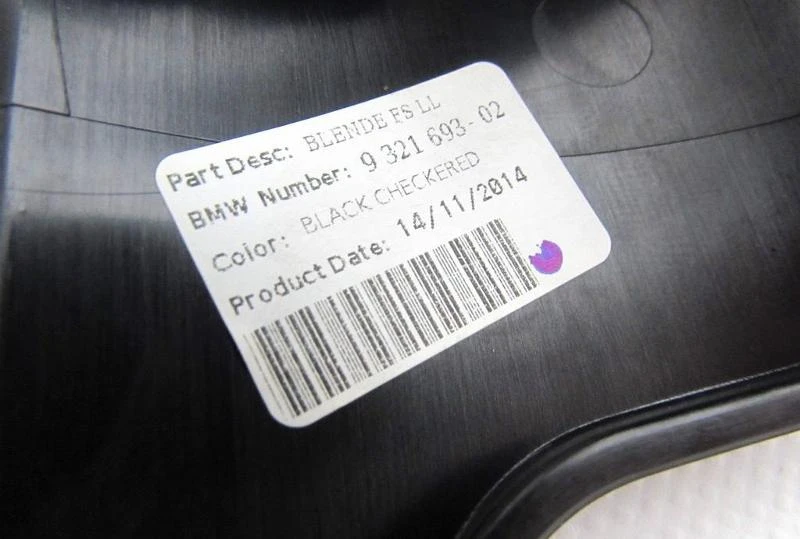 Part Desc: BLENDE FS LL
BMW Number: 9 321 693-02
Color: BLACK CHECKERED
Product Date: 14/11/2014